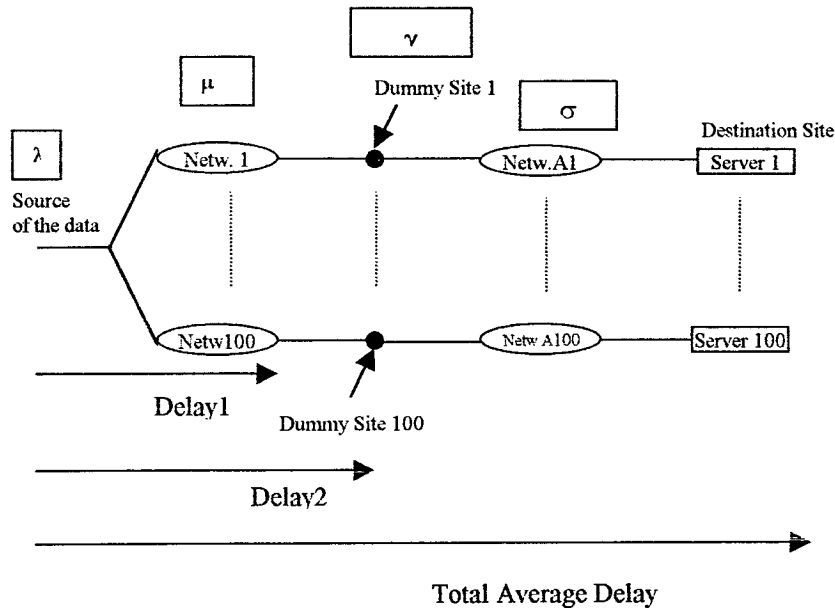 γ
μ
Dummy Site 1
σ
λ
Destination Site
Netw. 1
Netw.A1
Server 1
Source
of the data
Netw100
Netw A100
Server 100
Delay1
Dummy Site 100
Delay2
Total Average Delay